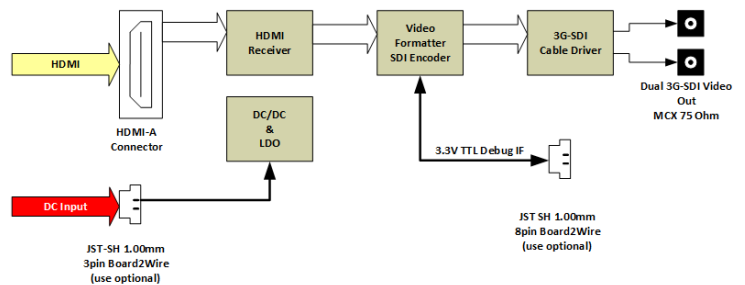 HDMI
HDMI-A
Connector
HDMI
Receiver
Video
Formatter
SDI Encoder
3G-SDI
Cable Driver
Dual 3G-SDI Video
Out
MCX 75 Ohm
DC/DC
&
LDO
3.3V TTL Debug IF
DC Input
JST-SH 1.00mm
3pin Board2Wire
(use optional)
JST SH 1.00mm
8pin Board2Wire
(use optional)